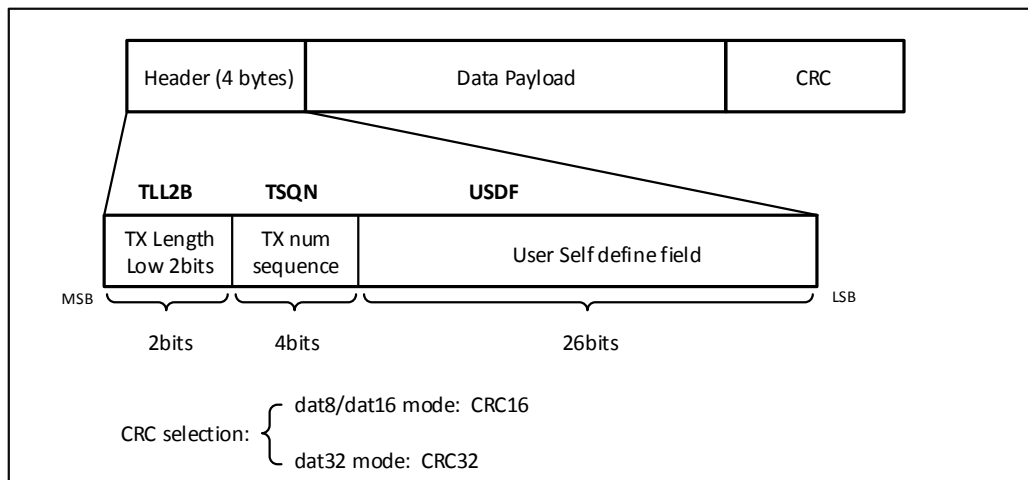 Header (4 bytes) Data Payload CRC
TLL2B TSQN USDF
TX Length TX num User Self define field
Low 2bits sequence
MSB LSB
2bits 4bits 26bits
dat8/dat16 mode: CRC16
CRC selection:
dat32 mode: CRC32